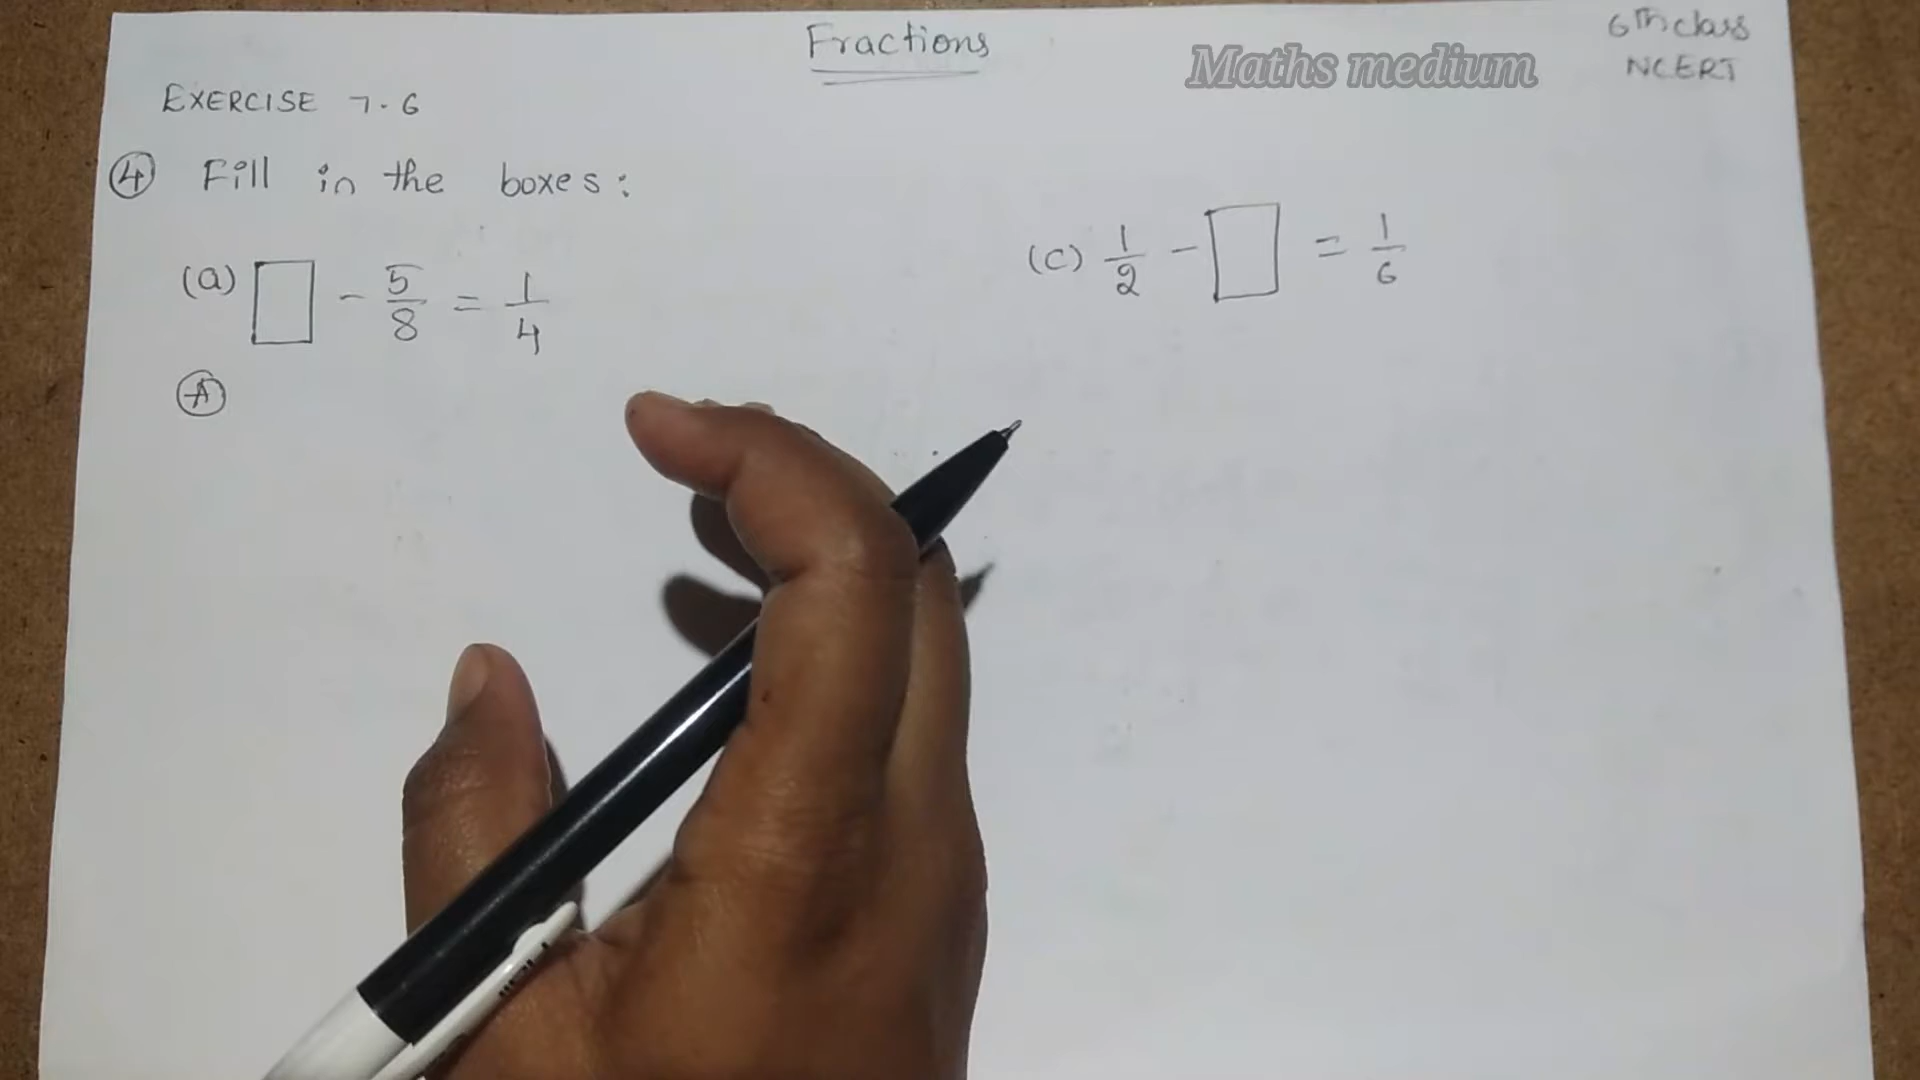 Fractions
Maths medium
6th class
NCERT
EXERCISE 7.6
4 Fill in the boxes:
(a) □ - 5/8 = 1/4
(c) 1/2 - □ = 1/6
A